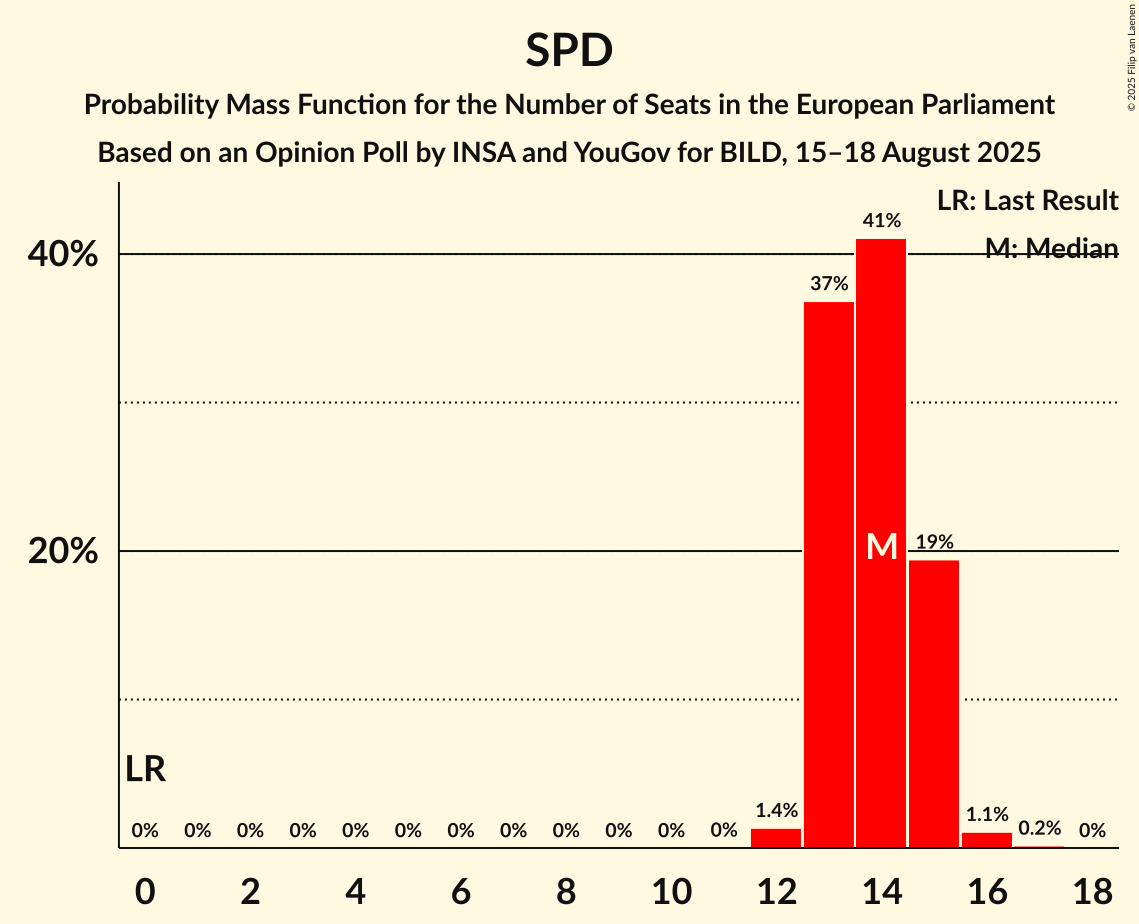 SPD
Probability Mass Function for the Number of Seats in the European Parliament
Based on an Opinion Poll by INSA and YouGov for BILD, 15–18 August 2025
© 2025 Filip van Laenen
LR: Last Result
M: Median
40%
20%
41%
37%
M
19%
LR
0% 0% 0% 0% 0% 0% 0% 0% 0% 0% 0% 0% 1.4% 1.1% 0.2% 0%
0 2 4 6 8 10 12 14 16 18